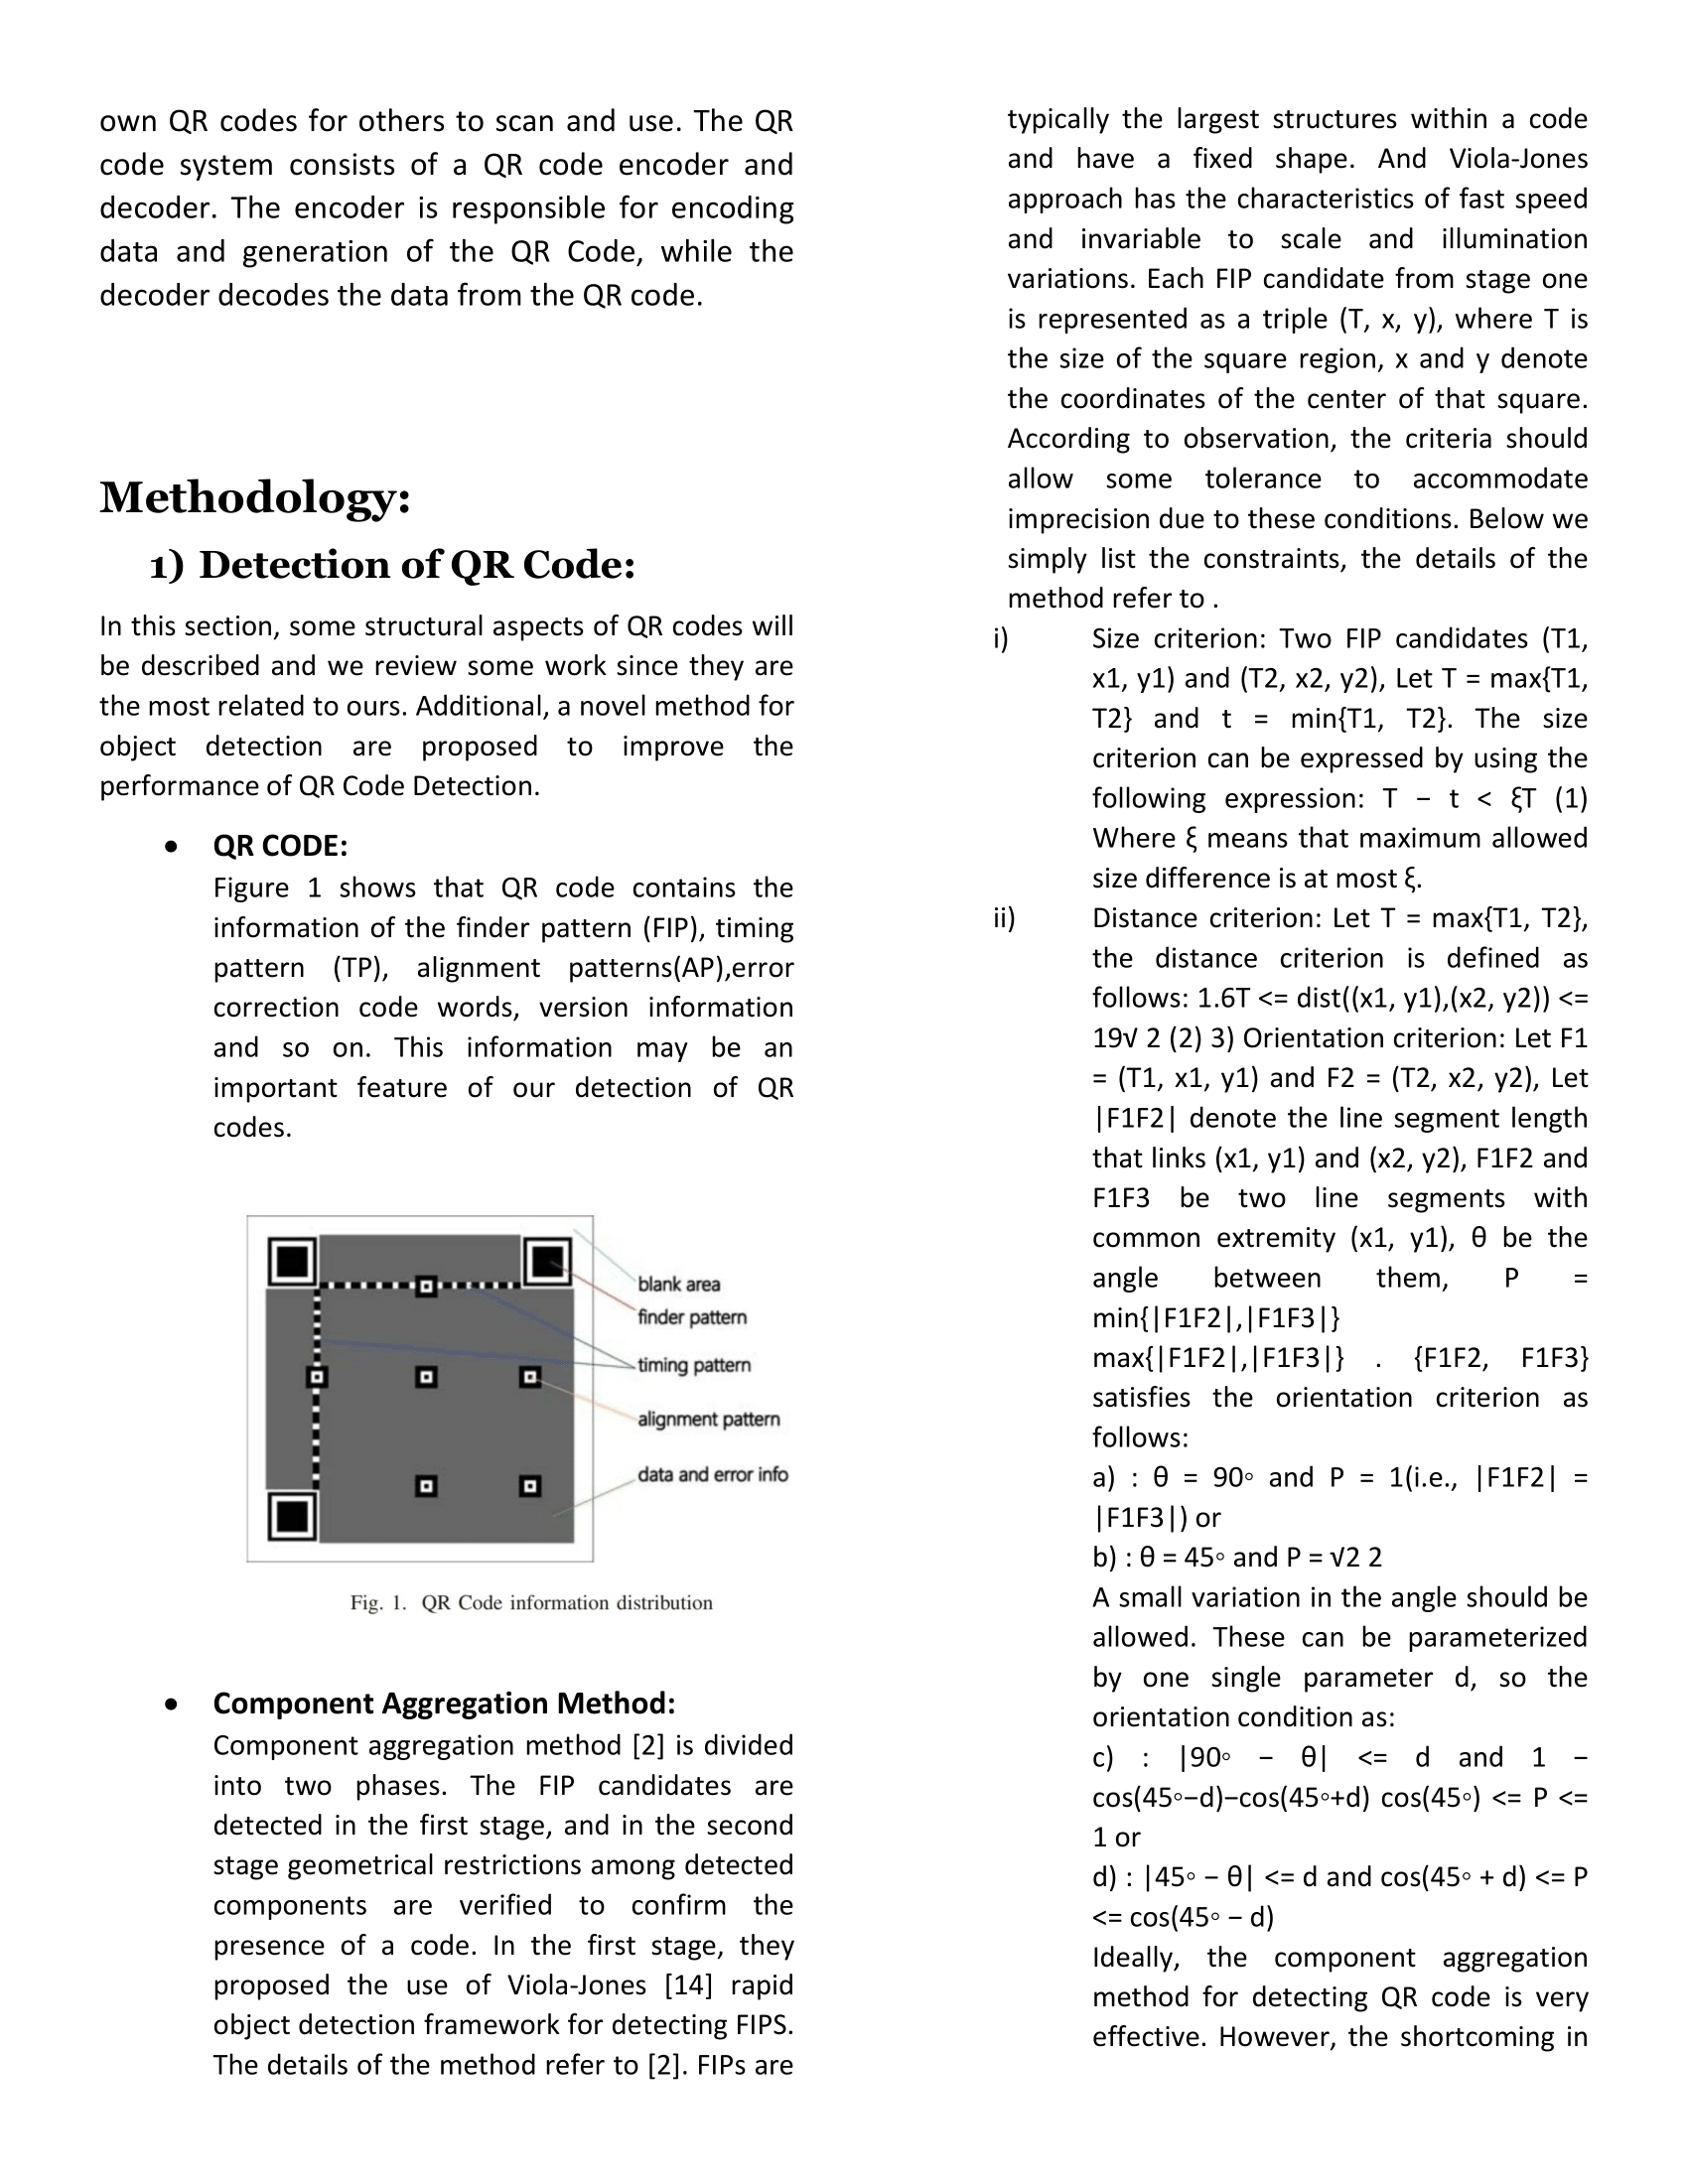 own QR codes for others to scan and use. The QR
code system consists of a QR code encoder and
decoder. The encoder is responsible for encoding
data and generation of the QR Code, while the
decoder decodes the data from the QR code.
Methodology:
1) Detection of QR Code:
In this section, some structural aspects of QR codes will
be described and we review some work since they are
the most related to ours. Additional, a novel method for
object detection are proposed to improve the
performance of QR Code Detection.
• QR CODE:
Figure 1 shows that QR code contains the
information of the finder pattern (FIP), timing
pattern (TP), alignment patterns(AP),error
correction code words, version information
and so on. This information may be an
important feature of our detection of QR
codes.
blank area
finder pattern
timing pattern
alignment pattern
data and error info
Fig. 1. QR Code information distribution
• Component Aggregation Method:
Component aggregation method [2] is divided
into two phases. The FIP candidates are
detected in the first stage, and in the second
stage geometrical restrictions among detected
components are verified to confirm the
presence of a code. In the first stage, they
proposed the use of Viola-Jones [14] rapid
object detection framework for detecting FIPS.
The details of the method refer to [2]. FIPs are
typically the largest structures within a code
and have a fixed shape. And Viola-Jones
approach has the characteristics of fast speed
and invariable to scale and illumination
variations. Each FIP candidate from stage one
is represented as a triple (T, x, y), where T is
the size of the square region, x and y denote
the coordinates of the center of that square.
According to observation, the criteria should
allow some tolerance to accommodate
imprecision due to these conditions. Below we
simply list the constraints, the details of the
method refer to .
i) Size criterion: Two FIP candidates (T1,
x1, y1) and (T2, x2, y2), Let T = max{T1,
T2} and t = min{T1, T2}. The size
criterion can be expressed by using the
following expression: T − t < ξT (1)
Where ξ means that maximum allowed
size difference is at most ξ.
ii) Distance criterion: Let T = max{T1, T2},
the distance criterion is defined as
follows: 1.6T <= dist((x1, y1),(x2, y2)) <=
19√ 2 (2) 3) Orientation criterion: Let F1
= (T1, x1, y1) and F2 = (T2, x2, y2), Let
|F1F2| denote the line segment length
that links (x1, y1) and (x2, y2), F1F2 and
F1F3 be two line segments with
common extremity (x1, y1), θ be the
angle between them, P =
min{|F1F2|,|F1F3|}
max{|F1F2|,|F1F3|} . {F1F2, F1F3}
satisfies the orientation criterion as
follows:
a) : θ = 90◦ and P = 1(i.e., |F1F2| =
|F1F3|) or
b) : θ = 45◦ and P = √2 2
A small variation in the angle should be
allowed. These can be parameterized
by one single parameter d, so the
orientation condition as:
c) : |90◦ − θ| <= d and 1 −
cos(45◦−d)−cos(45◦+d) cos(45◦) <= P <=
1 or
d) : |45◦ − θ| <= d and cos(45◦ + d) <= P
<= cos(45◦ − d)
Ideally, the component aggregation
method for detecting QR code is very
effective. However, the shortcoming in